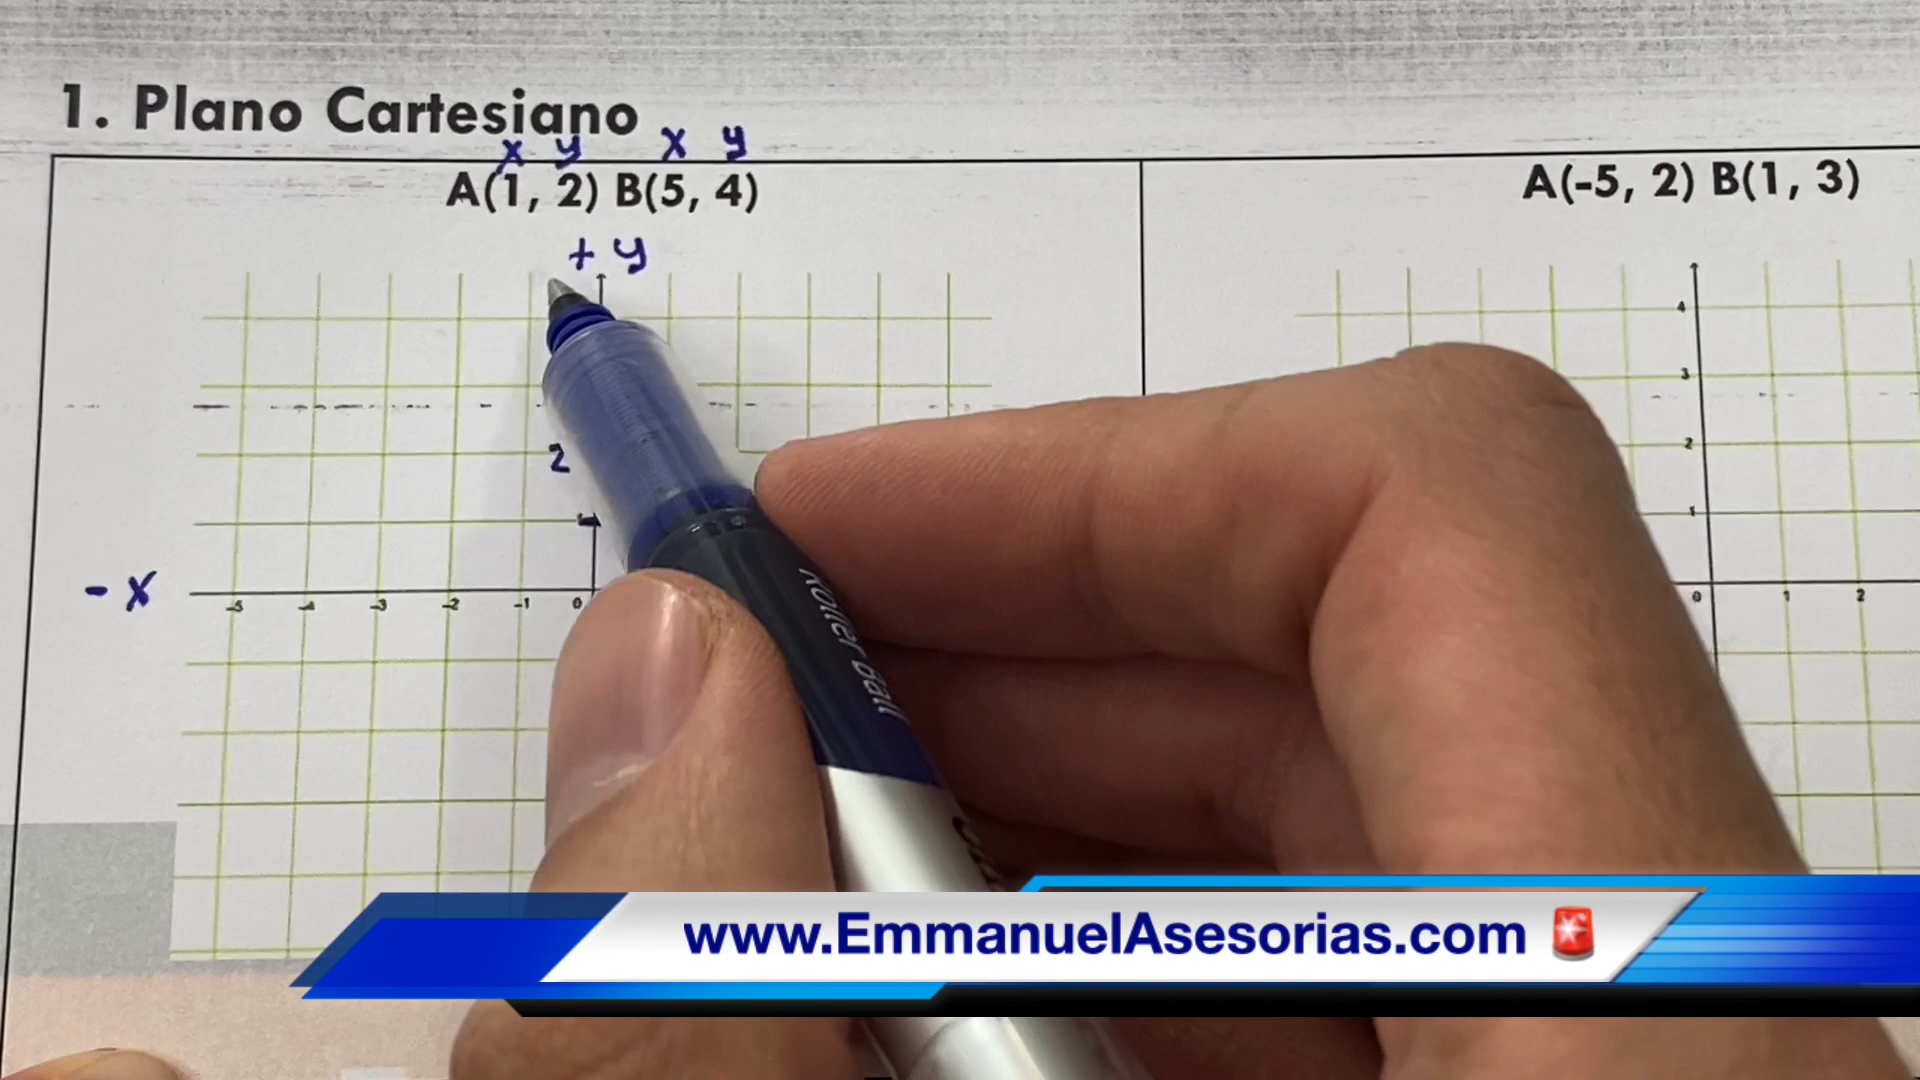 1. Plano Cartesiano
x y x y
A(1, 2) B(5, 4)
A(-5, 2) B(1, 3)
+ y
4
3
2
2
1
- x
-5 -4 -3 -2 -1 0
0 1 2
Roller Ball
www.EmmanuelAsesorias.com